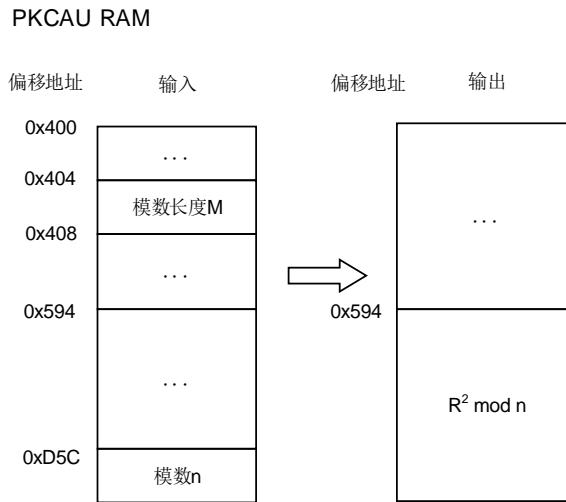 PKCAU RAM
偏移地址 输入 偏移地址 输出
0x400
...
0x404
模数长度M
0x408
...
...
0x594 0x594
...
R² mod n
0xD5C
模数n